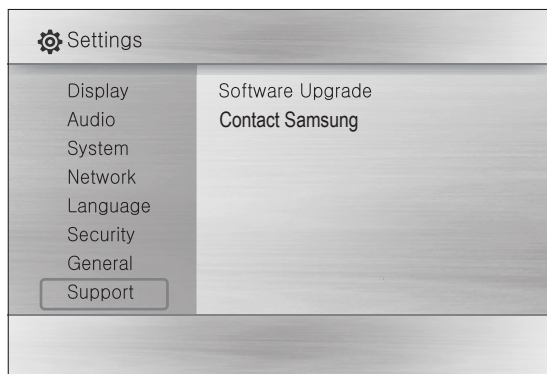 Settings
Display
Audio
System
Network
Language
Security
General
Support
Software Upgrade
Contact Samsung